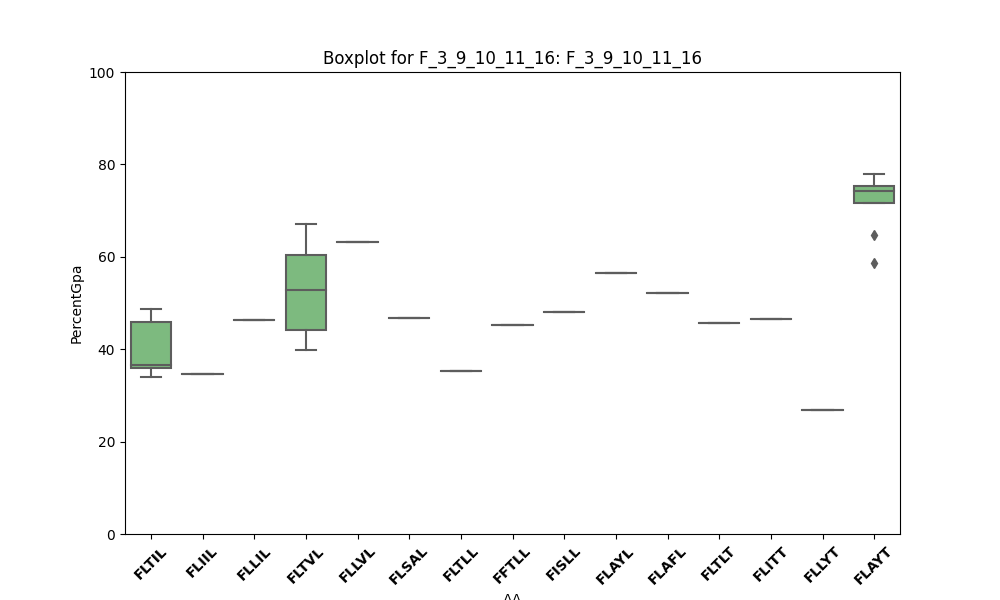 Boxplot for F_3_9_10_11_16: F_3_9_10_11_16
PercentGpa
100
80
60
40
20
0
FLTIL
FLIIL
FLLIL
FLTVL
FLLVL
FLSAL
FLTLL
FFTLL
FISLL
FLAYL
FLAFL
FLTLT
FLITT
FLLYT
FLAYT
AA